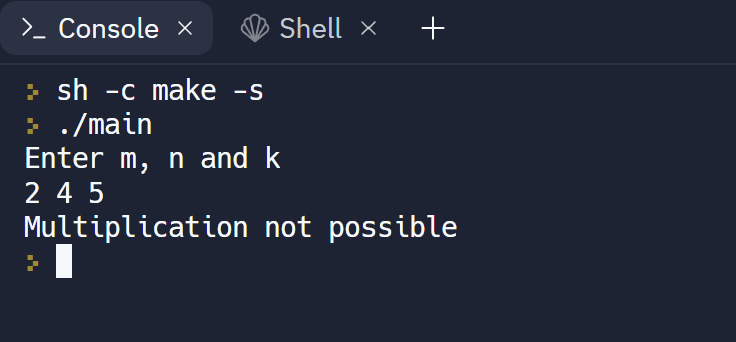 >_ Console × Shell × +
sh -c make -s
./main
Enter m, n and k
2 4 5
Multiplication not possible